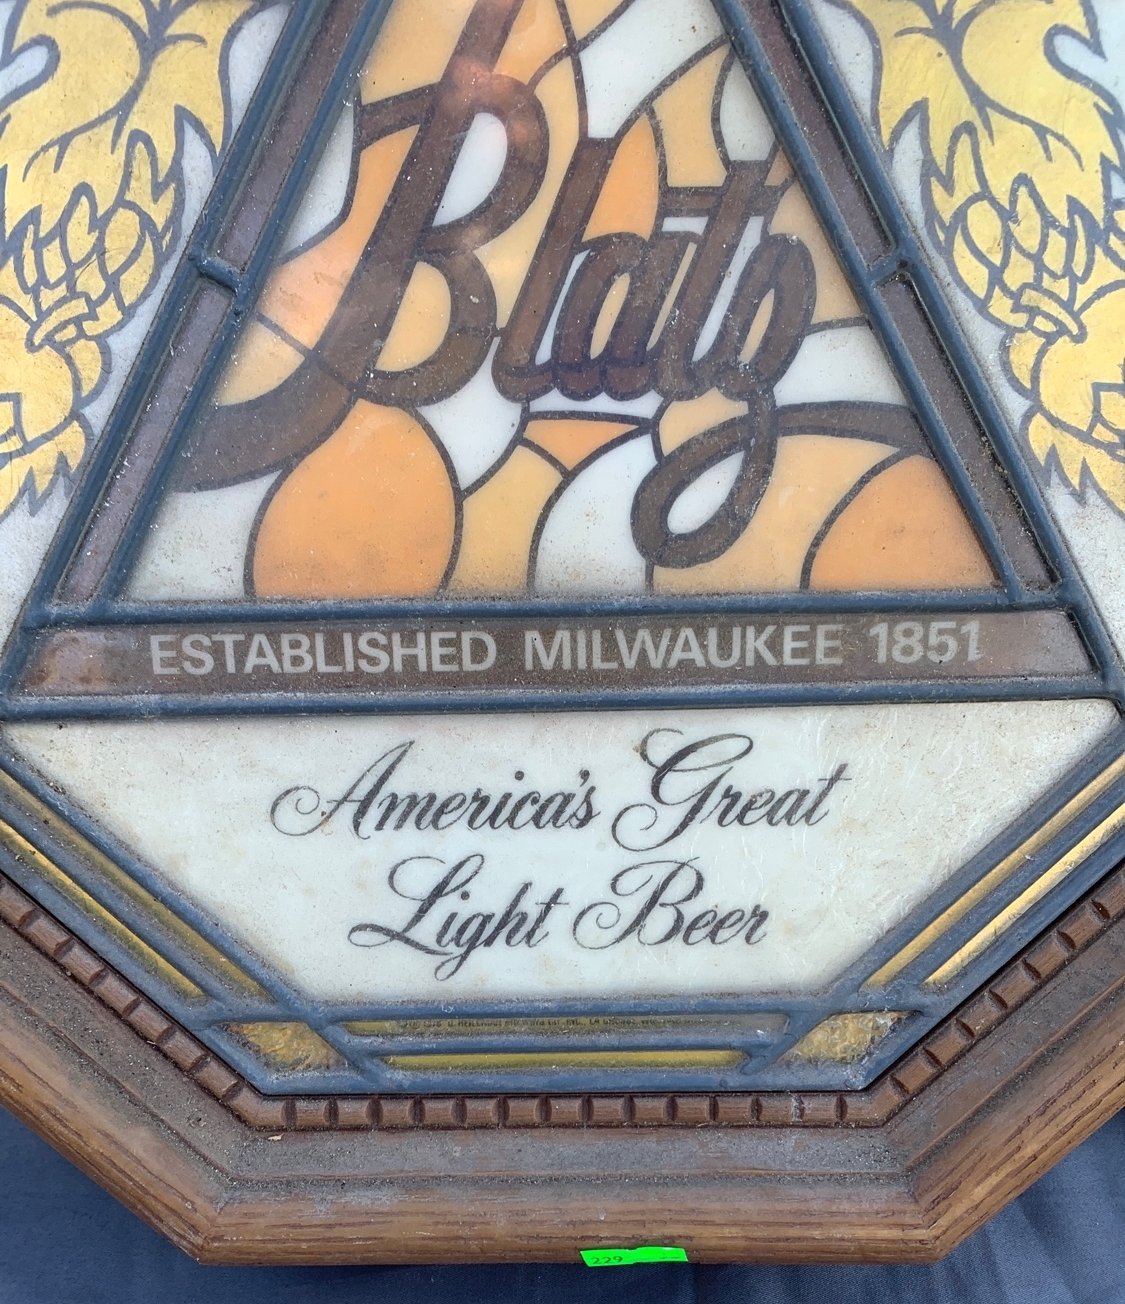 Blatz
ESTABLISHED MILWAUKEE 1851
America's Great
Light Beer
229